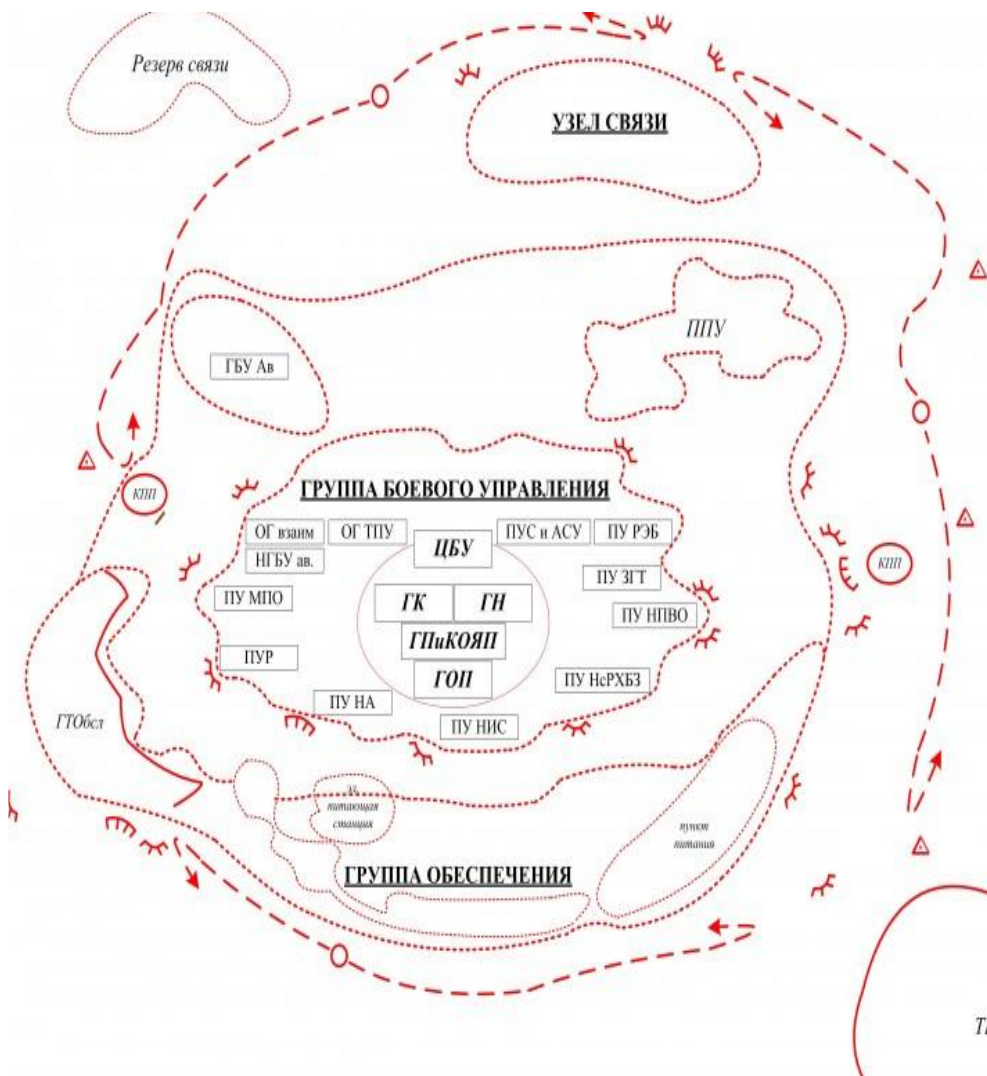 Резерв связи
УЗЕЛ СВЯЗИ
ППУ
ГБУ Ав
КПП
ГРУППА БОЕВОГО УПРАВЛЕНИЯ
ОГ взаим
ОГ ТПУ
ЦБУ
ПУС и АСУ
ПУ РЭБ
НГБУ ав.
КПП
ПУ ЗГТ
ПУ МПО
ГК
ГН
ПУ НПВО
ГПиКОЯП
ПУР
ГОП
ПУ НсРХБЗ
ПУ НА
ГТОбсл
ПУ НИС
питающая
станция
пункт
питания
ГРУППА ОБЕСПЕЧЕНИЯ